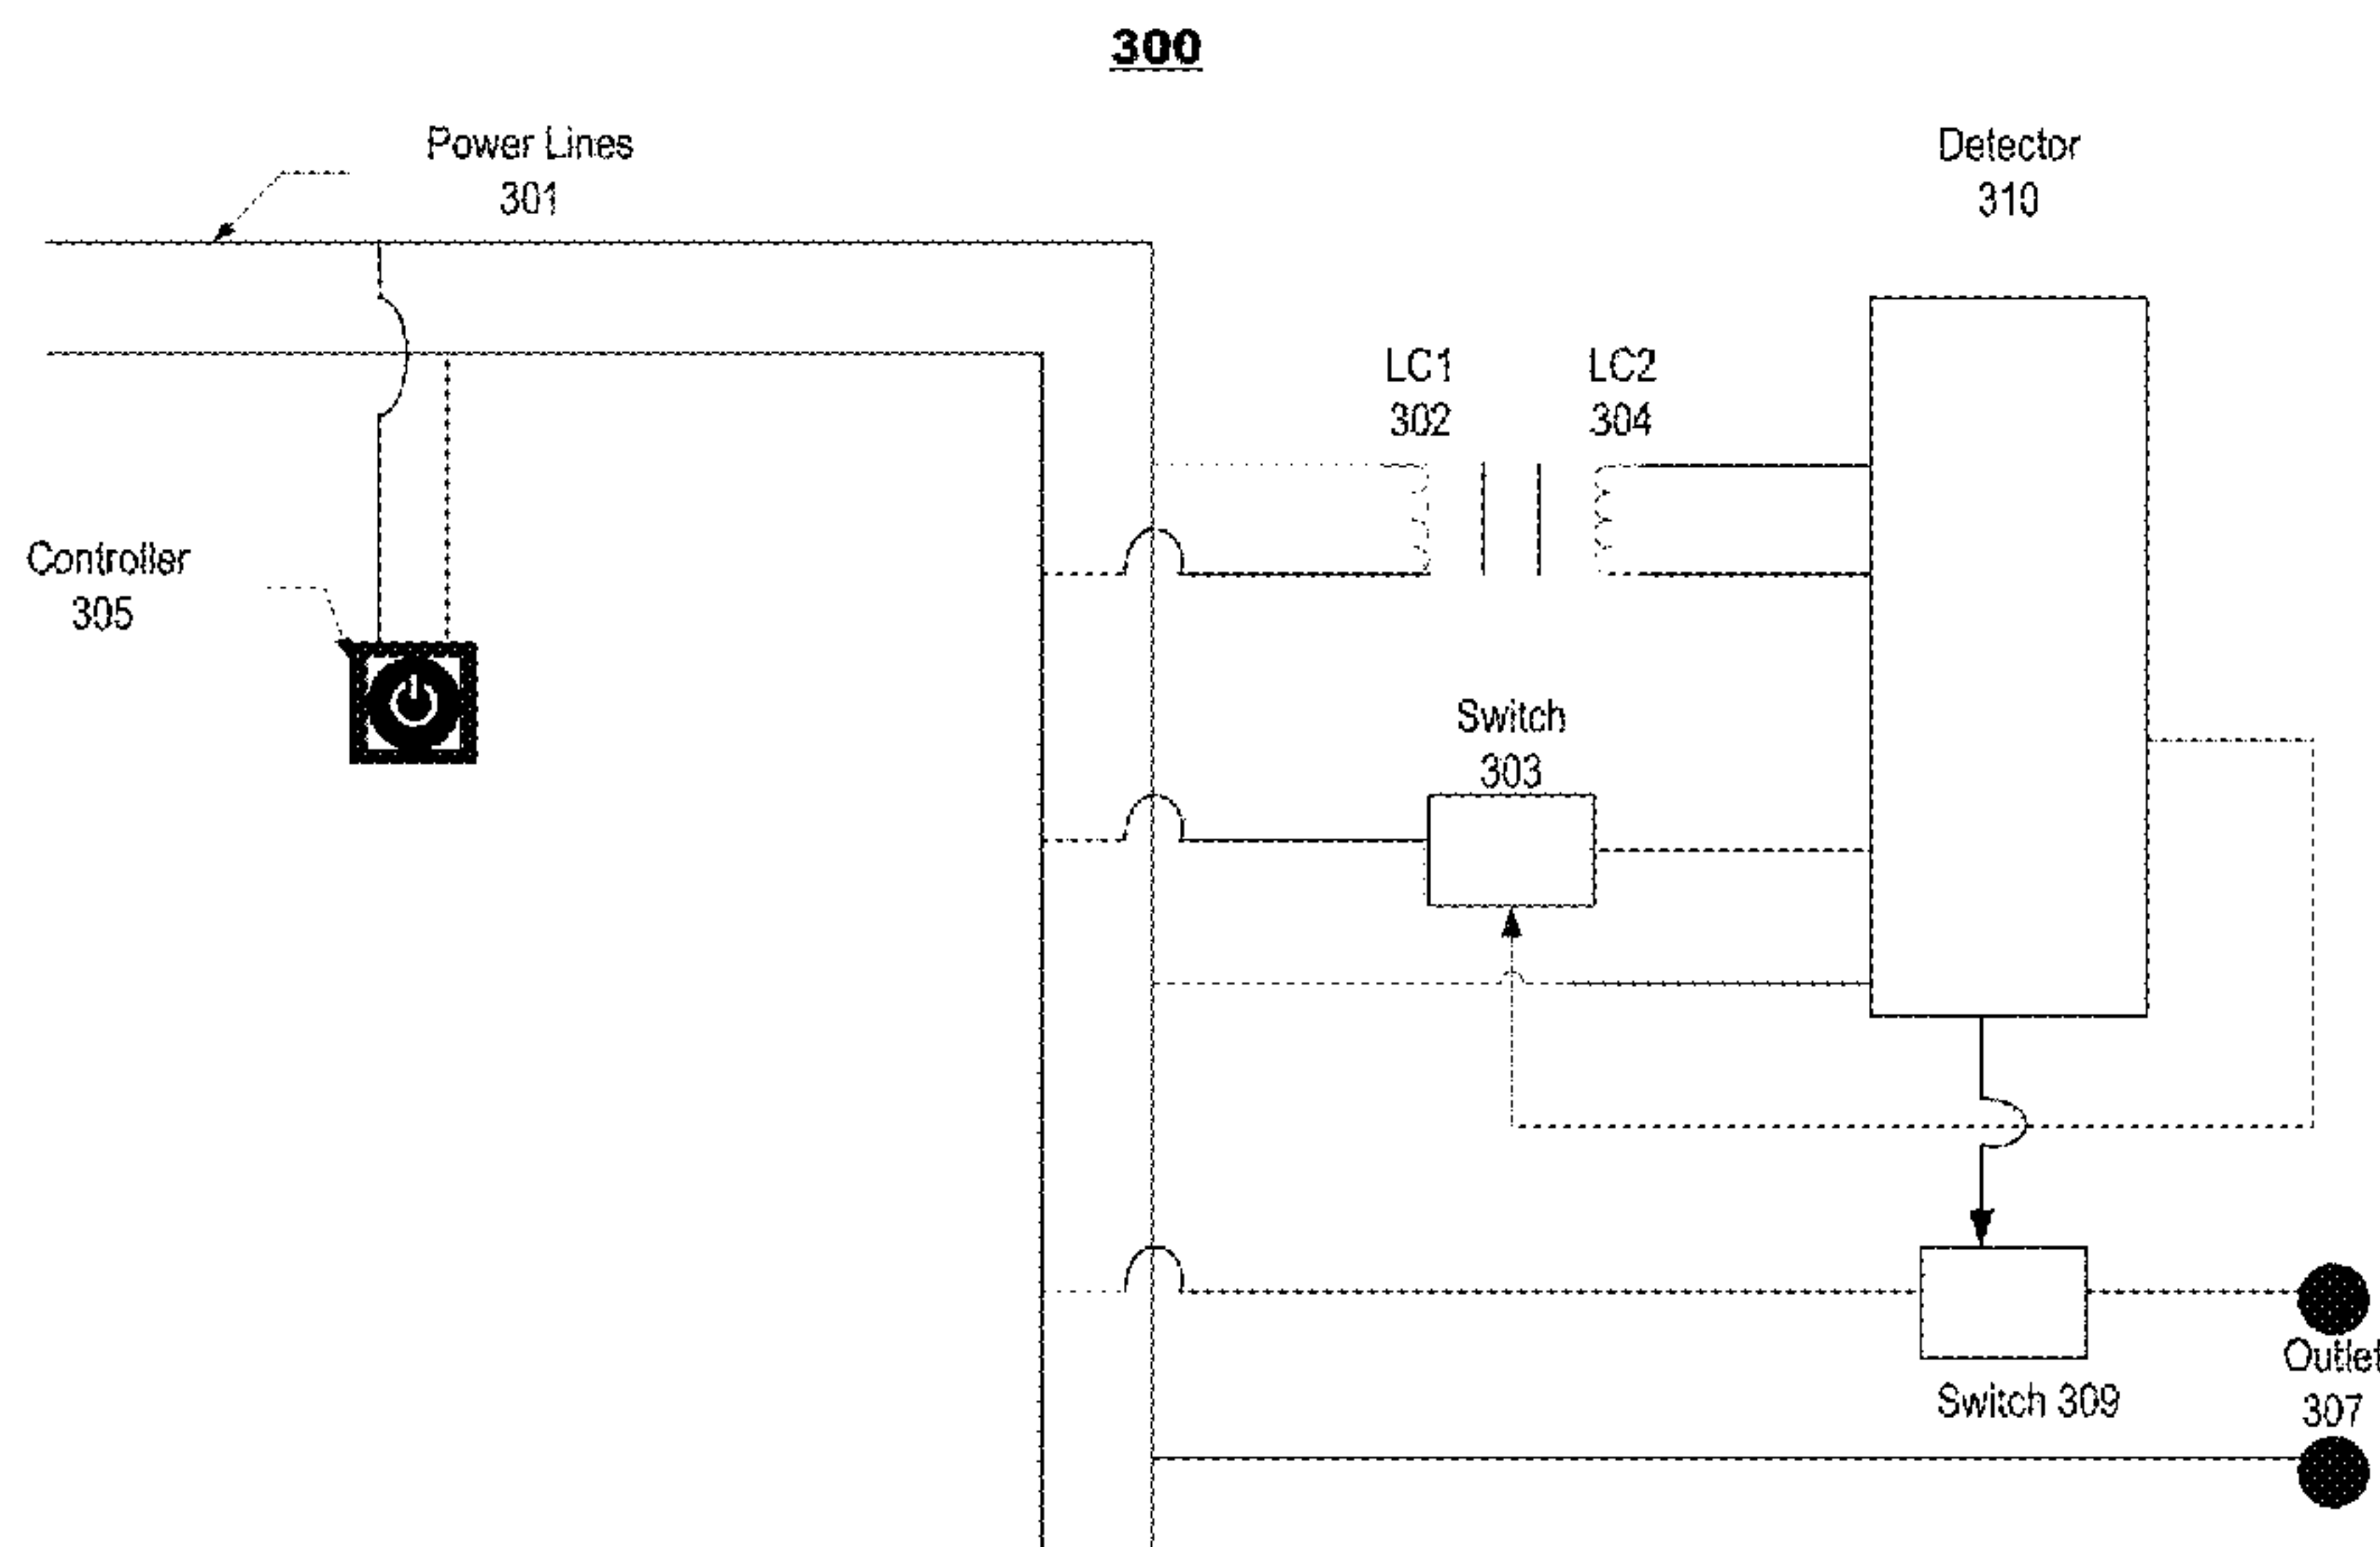 300
Power Lines
301
Detector
310
LC1
302
LC2
304
Controller
305
Switch
303
Outlet
307
Switch 309